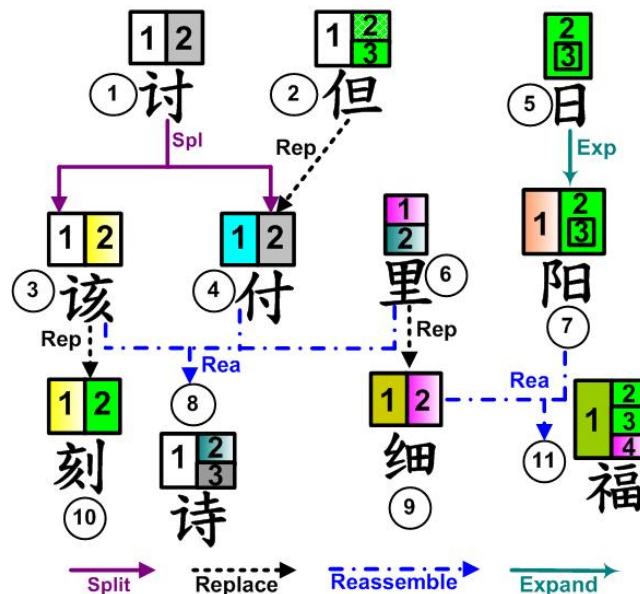 1 2
1 2 3
2 3
① 讨
② 但
⑤ 日
Spl
Rep
Exp
1 2
1 2
1 2
1 2 3
③ 该
④ 付
里 ⑥
阳
⑦
Rep
Rea
Rep
Rea
1 2
⑧
1 2
1 2 3 4
刻
1 2 3
细
⑪
福
⑩
诗
⑨
Split
Replace
Reassemble
Expand